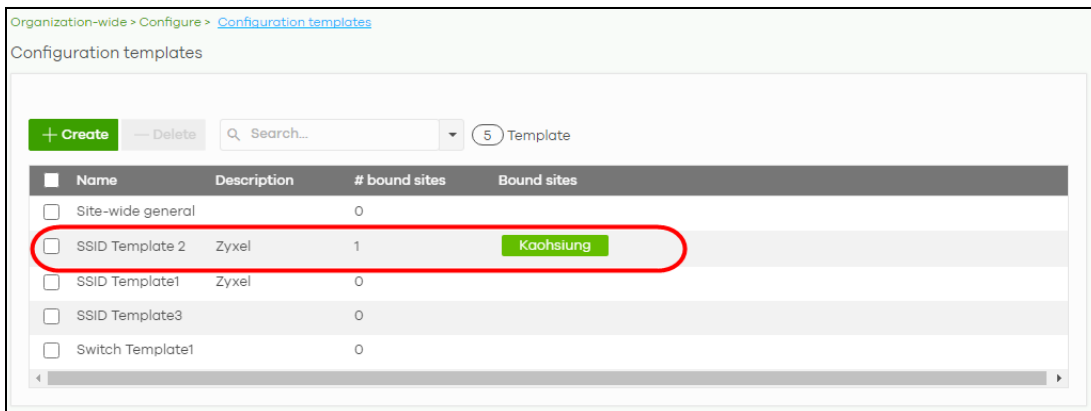 Organization-wide > Configure > Configuration templates
Configuration templates
+ Create — Delete Search... 5 Template
Name Description # bound sites Bound sites
Site-wide general 0
SSID Template 2 Zyxel 1 Kaohsiung
SSID Template1 Zyxel 0
SSID Template3 0
Switch Template1 0